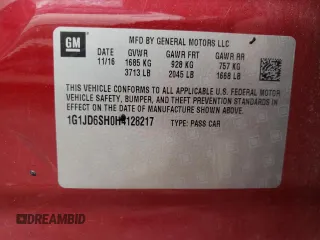 GM
MFD BY GENERAL MOTORS LLC
11/16 GVWR GAWR FRT GAWR RR
1685 KG 928 KG 757 KG
3713 LB 2045 LB 1668 LB
THIS VEHICLE CONFORMS TO ALL APPLICABLE U.S. FEDERAL
VEHICLE SAFETY, BUMPER, AND THEFT PREVENTION STANDARDS
IN EFFECT ON THE DATE OF MANUFACTURE SHOWN ABOVE.
1G1JD6SH0H4128217 TYPE: PASS CAR
DREAMBID